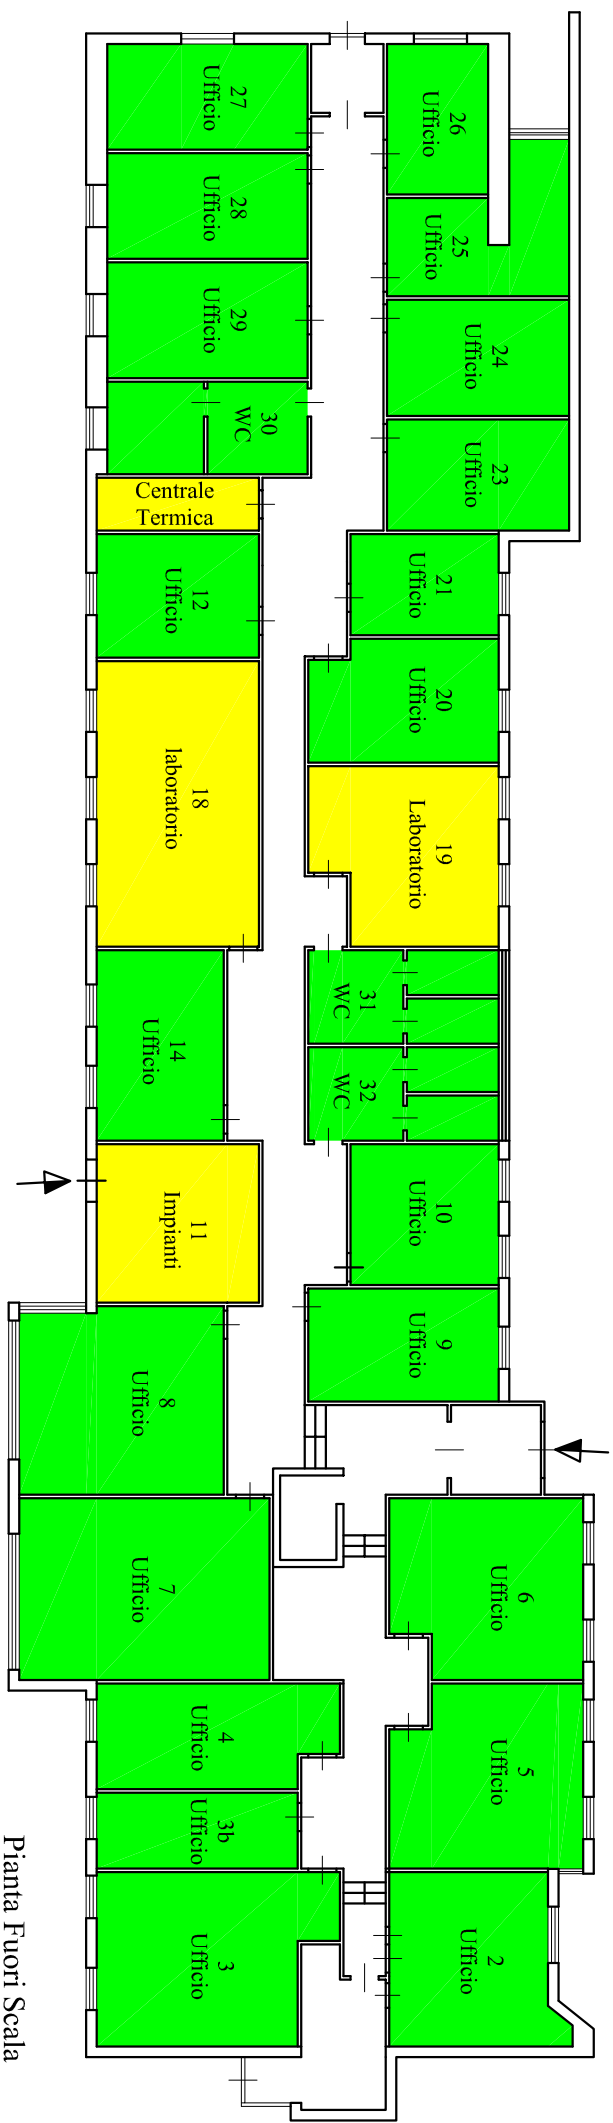 27
Ufficio
26
Ufficio
28
Ufficio
25
Ufficio
29
Ufficio
24
Ufficio
30
WC
23
Ufficio
Centrale
Termica
12
Ufficio
21
Ufficio
20
Ufficio
18
laboratorio
19
Laboratorio
14
Ufficio
31
WC
32
WC
11
Impianti
10
Ufficio
9
Ufficio
8
Ufficio
7
Ufficio
6
Ufficio
4
Ufficio
5
Ufficio
3b
Ufficio
3
Ufficio
2
Ufficio
Pianta Fuori Scala